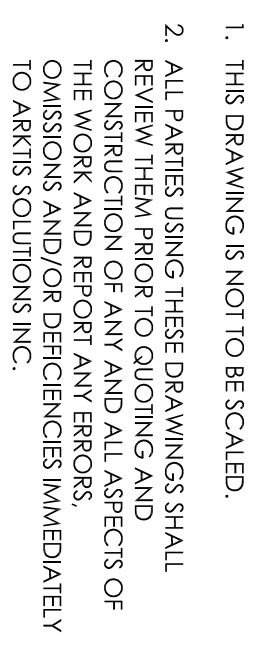 1. THIS DRAWING IS NOT TO BE SCALED.
2. ALL PARTIES USING THESE DRAWINGS SHALL
REVIEW THEM PRIOR TO QUOTING AND
CONSTRUCTION OF ANY AND ALL ASPECTS OF
THE WORK AND REPORT ANY ERRORS,
OMISSIONS AND/OR DEFICIENCIES IMMEDIATELY
TO ARKTIS SOLUTIONS INC.